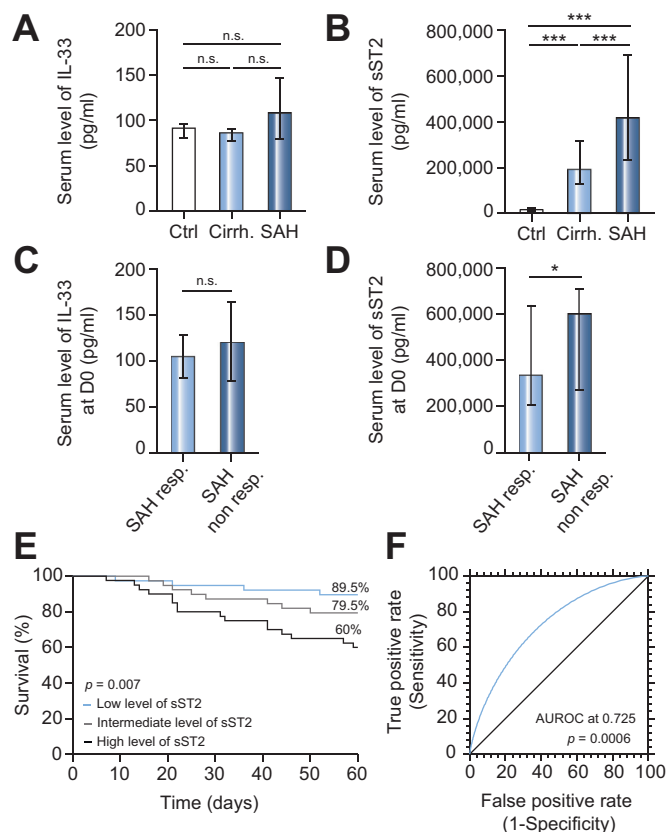 A
Serum level of IL-33
(pg/ml)
200
150
100
50
0
n.s.
n.s.
n.s.
Ctrl
Cirrh.
SAH
B
Serum level of sST2
(pg/ml)
800,000
600,000
400,000
200,000
0
***
***
***
Ctrl
Cirrh.
SAH
C
Serum level of IL-33
at D0 (pg/ml)
200
150
100
50
0
n.s.
SAH resp.
SAH
non resp.
D
Serum level of sST2
at D0 (pg/ml)
800,000
600,000
400,000
200,000
0
*
SAH resp.
SAH
non resp.
E
Survival (%)
100
80
60
40
20
0
89.5%
79.5%
60%
p = 0.007
Low level of sST2
Intermediate level of sST2
High level of sST2
0
10
20
30
40
50
60
Time (days)
F
True positive rate
(Sensitivity)
100
80
60
40
20
0
AUROC at 0.725
p = 0.0006
0
20
40
60
80
100
False positive rate
(1-Specificity)